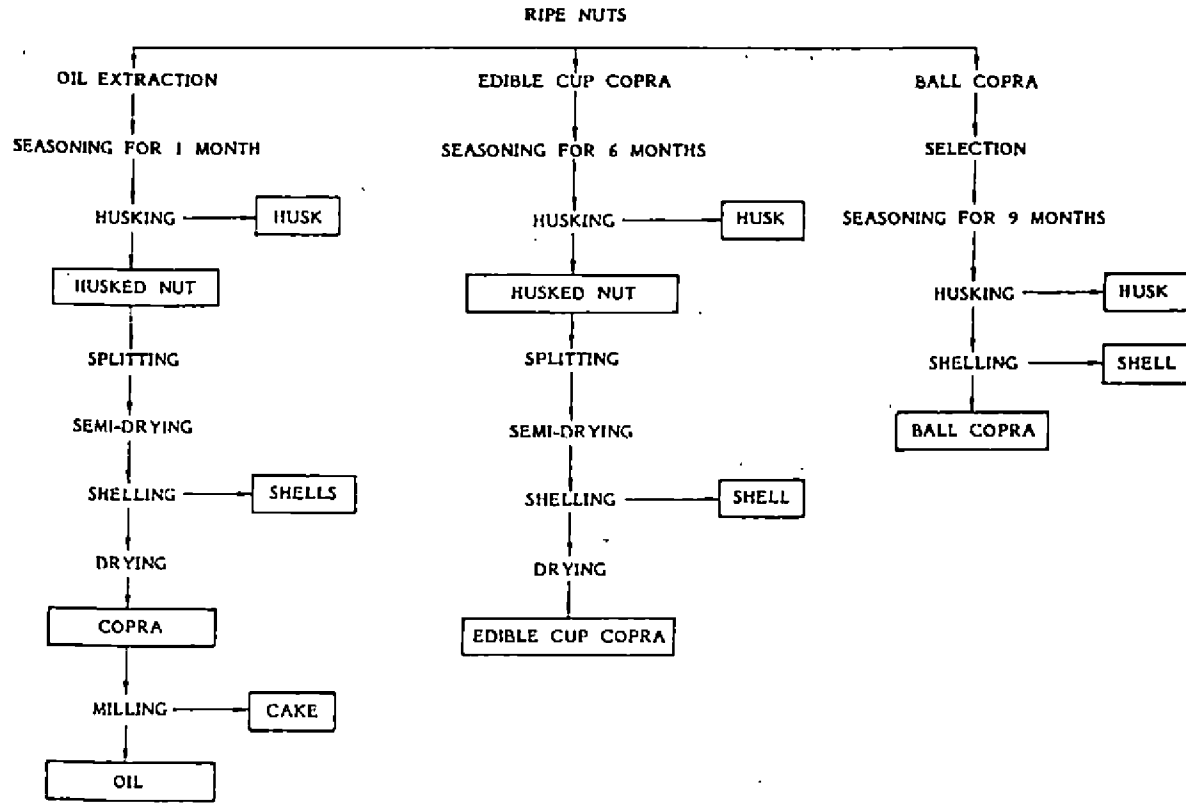 RIPE NUTS
OIL EXTRACTION
SEASONING FOR 1 MONTH
HUSKING
HUSK
HUSKED NUT
SPLITTING
SEMI-DRYING
SHELLING
SHELLS
DRYING
COPRA
MILLING
CAKE
OIL
EDIBLE CUP COPRA
SEASONING FOR 6 MONTHS
HUSKING
HUSK
HUSKED NUT
SPLITTING
SEMI-DRYING
SHELLING
SHELL
DRYING
EDIBLE CUP COPRA
BALL COPRA
SELECTION
SEASONING FOR 9 MONTHS
HUSKING
HUSK
SHELLING
SHELL
BALL COPRA